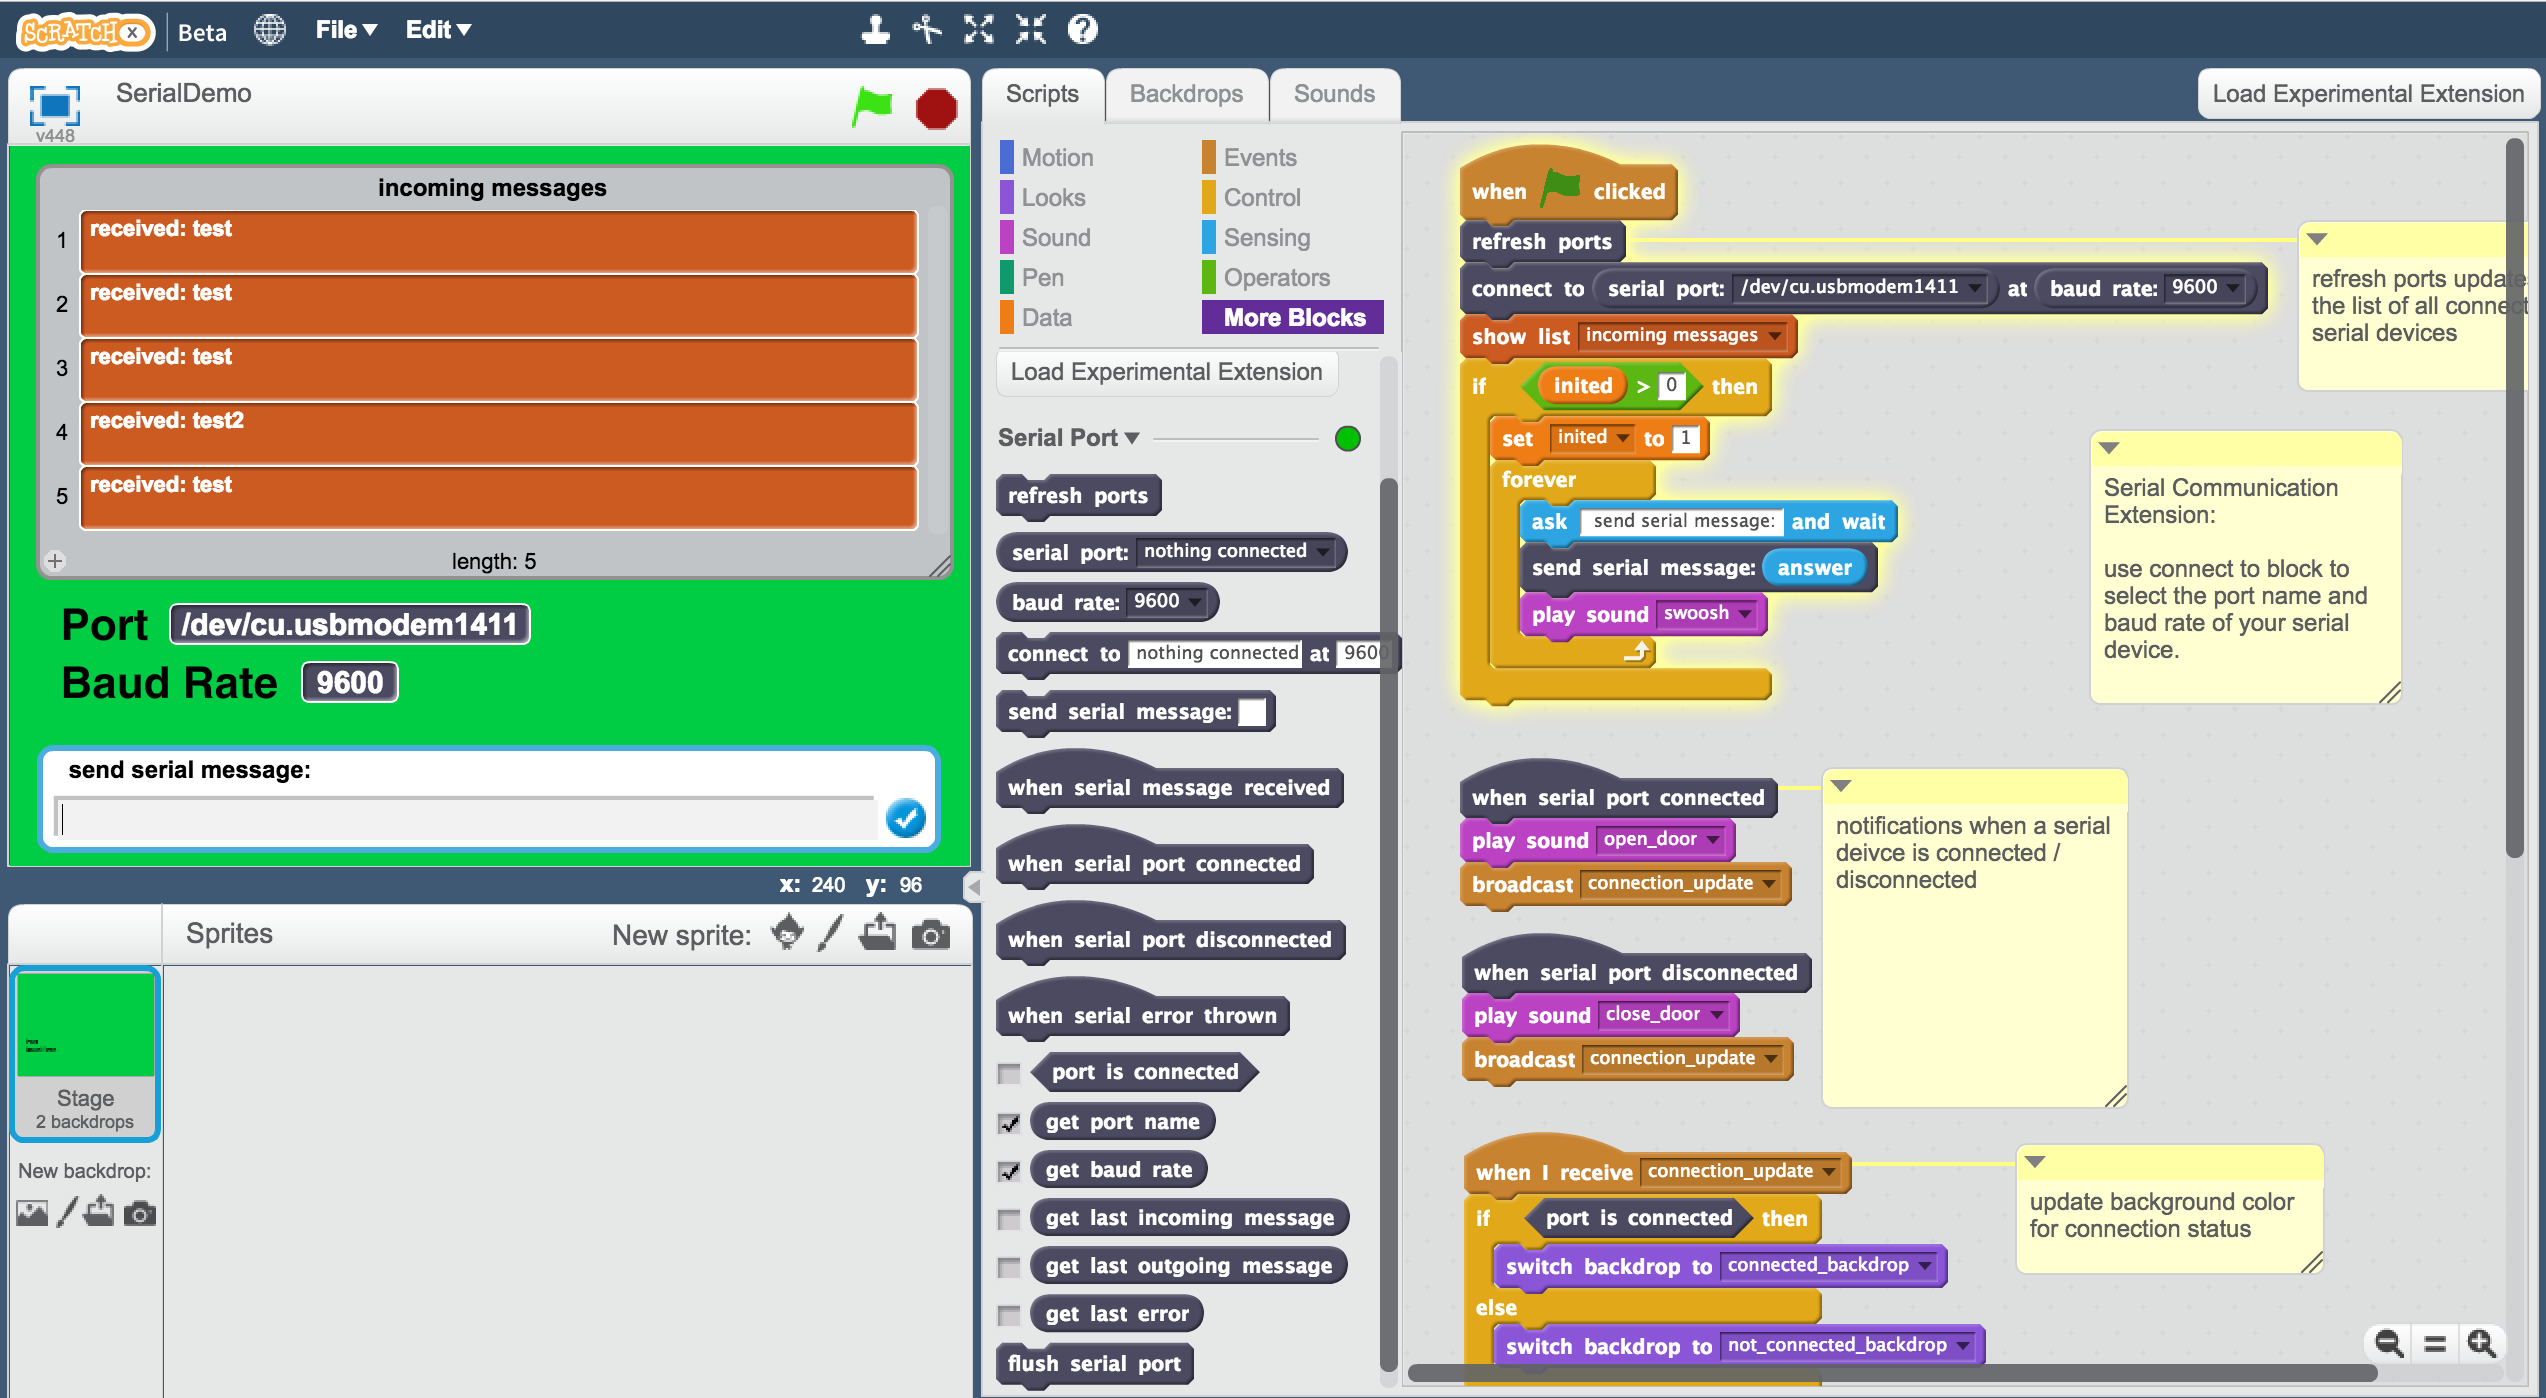 SCRATCHX Beta File Edit
SerialDemo
v448
incoming messages
1 received: test
2 received: test
3 received: test
4 received: test2
5 received: test
length: 5
Port /dev/cu.usbmodem1411
Baud Rate 9600
send serial message:
x: 240 y: 96
Sprites New sprite:
Stage
2 backdrops
New backdrop:
Scripts Backdrops Sounds
Load Experimental Extension
Motion Events
Looks Control
Sound Sensing
Pen Operators
Data More Blocks
Load Experimental Extension
Serial Port
refresh ports
serial port: nothing connected
baud rate: 9600
connect to nothing connected at 9600
send serial message:
when serial message received
when serial port connected
when serial port disconnected
when serial error thrown
port is connected
get port name
get baud rate
get last incoming message
get last outgoing message
get last error
flush serial port
when clicked
refresh ports
connect to serial port: /dev/cu.usbmodem1411 at baud rate: 9600
show list incoming messages
if inited > 0 then
set inited to 1
forever
ask send serial message: and wait
send serial message: answer
play sound swoosh
refresh ports update
the list of all connect
serial devices
Serial Communication
Extension:
use connect to block to
select the port name and
baud rate of your serial
device.
when serial port connected
play sound open_door
broadcast connection_update
when serial port disconnected
play sound close_door
broadcast connection_update
notifications when a serial
deivce is connected /
disconnected
when I receive connection_update
if port is connected then
switch backdrop to connected_backdrop
else
switch backdrop to not_connected_backdrop
update background color
for connection status